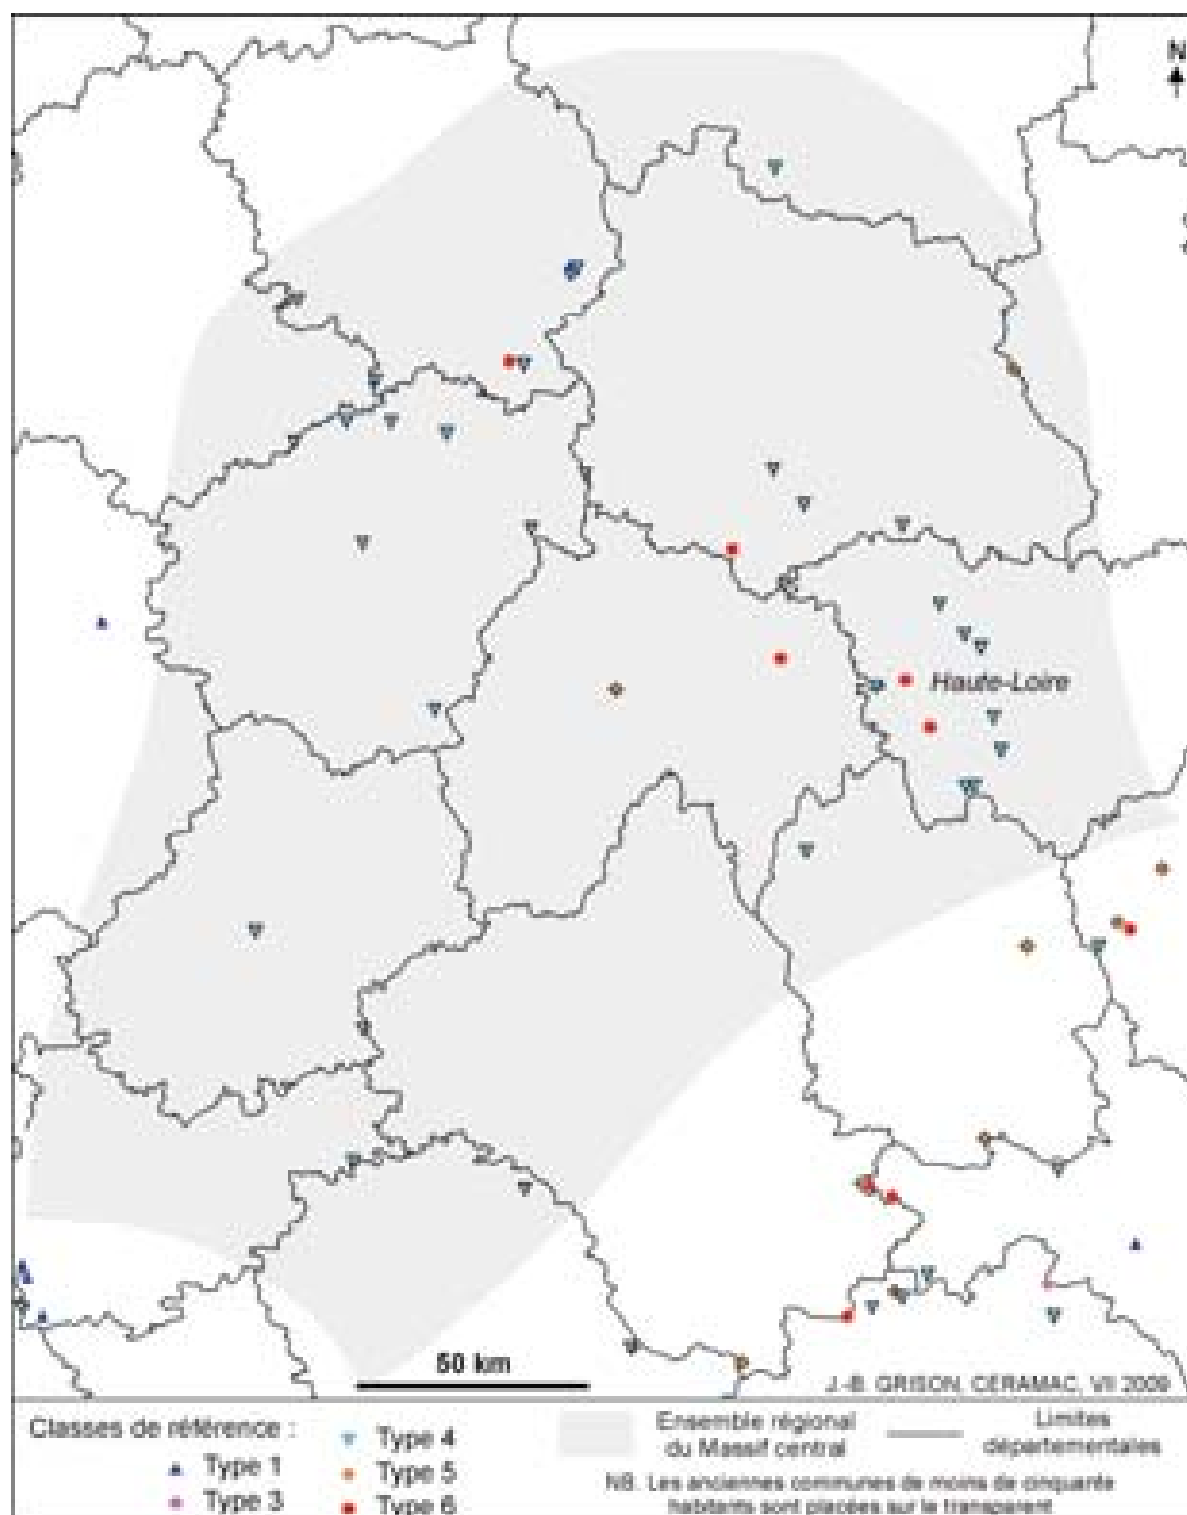 N
Haute-Loire
50 km
J.-B. GRISON, CERAMAC, VII 2009
Classes de référence :
Type 1
Type 3
Type 4
Type 5
Type 6
Ensemble régional
du Massif central
Limites
départementales
NB. Les anciennes communes de moins de cinquante
habitants sont placées sur le transparent